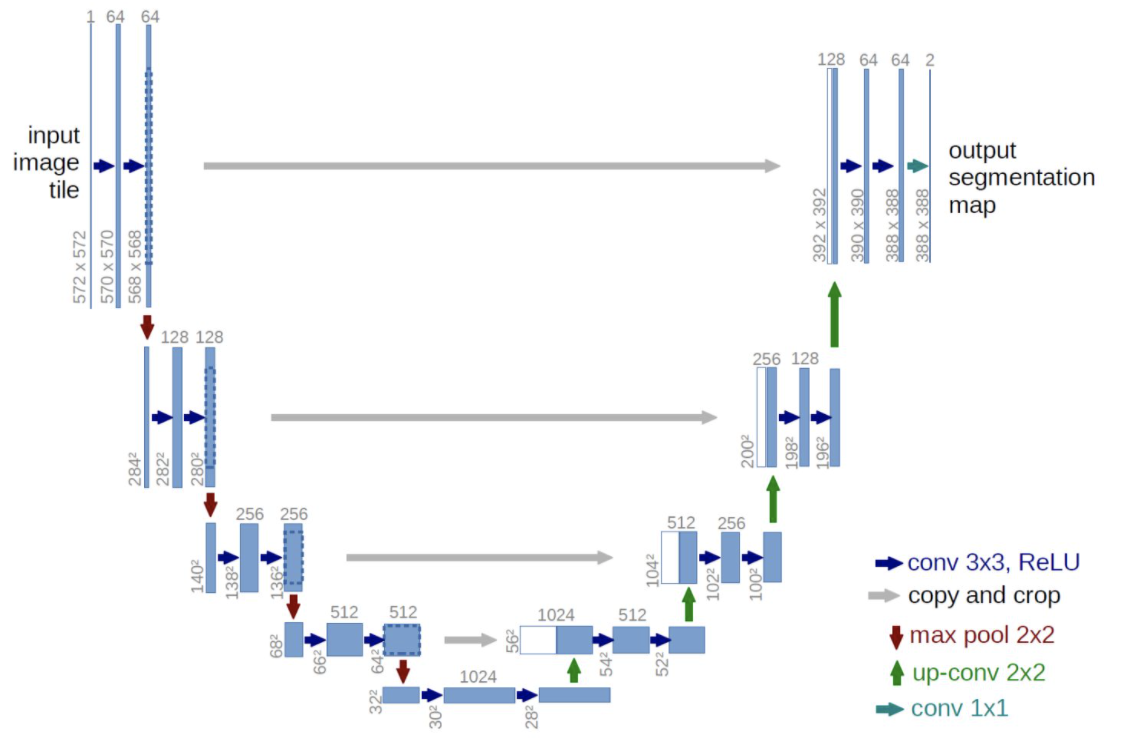 1 64 64
128 64 64 2
input
image
tile
output
segmentation
map
572 x 572
570 x 570
568 x 568
392 x 392
390 x 390
388 x 388
388 x 388
128 128
256 128
284²
282²
280²
200²
198²
196²
256 256
512 256
140²
138²
136²
104²
102²
100²
512 512
1024 512
68²
66²
64²
56²
54²
52²
1024
32²
30²
28²
conv 3x3, ReLU
copy and crop
max pool 2x2
up-conv 2x2
conv 1x1